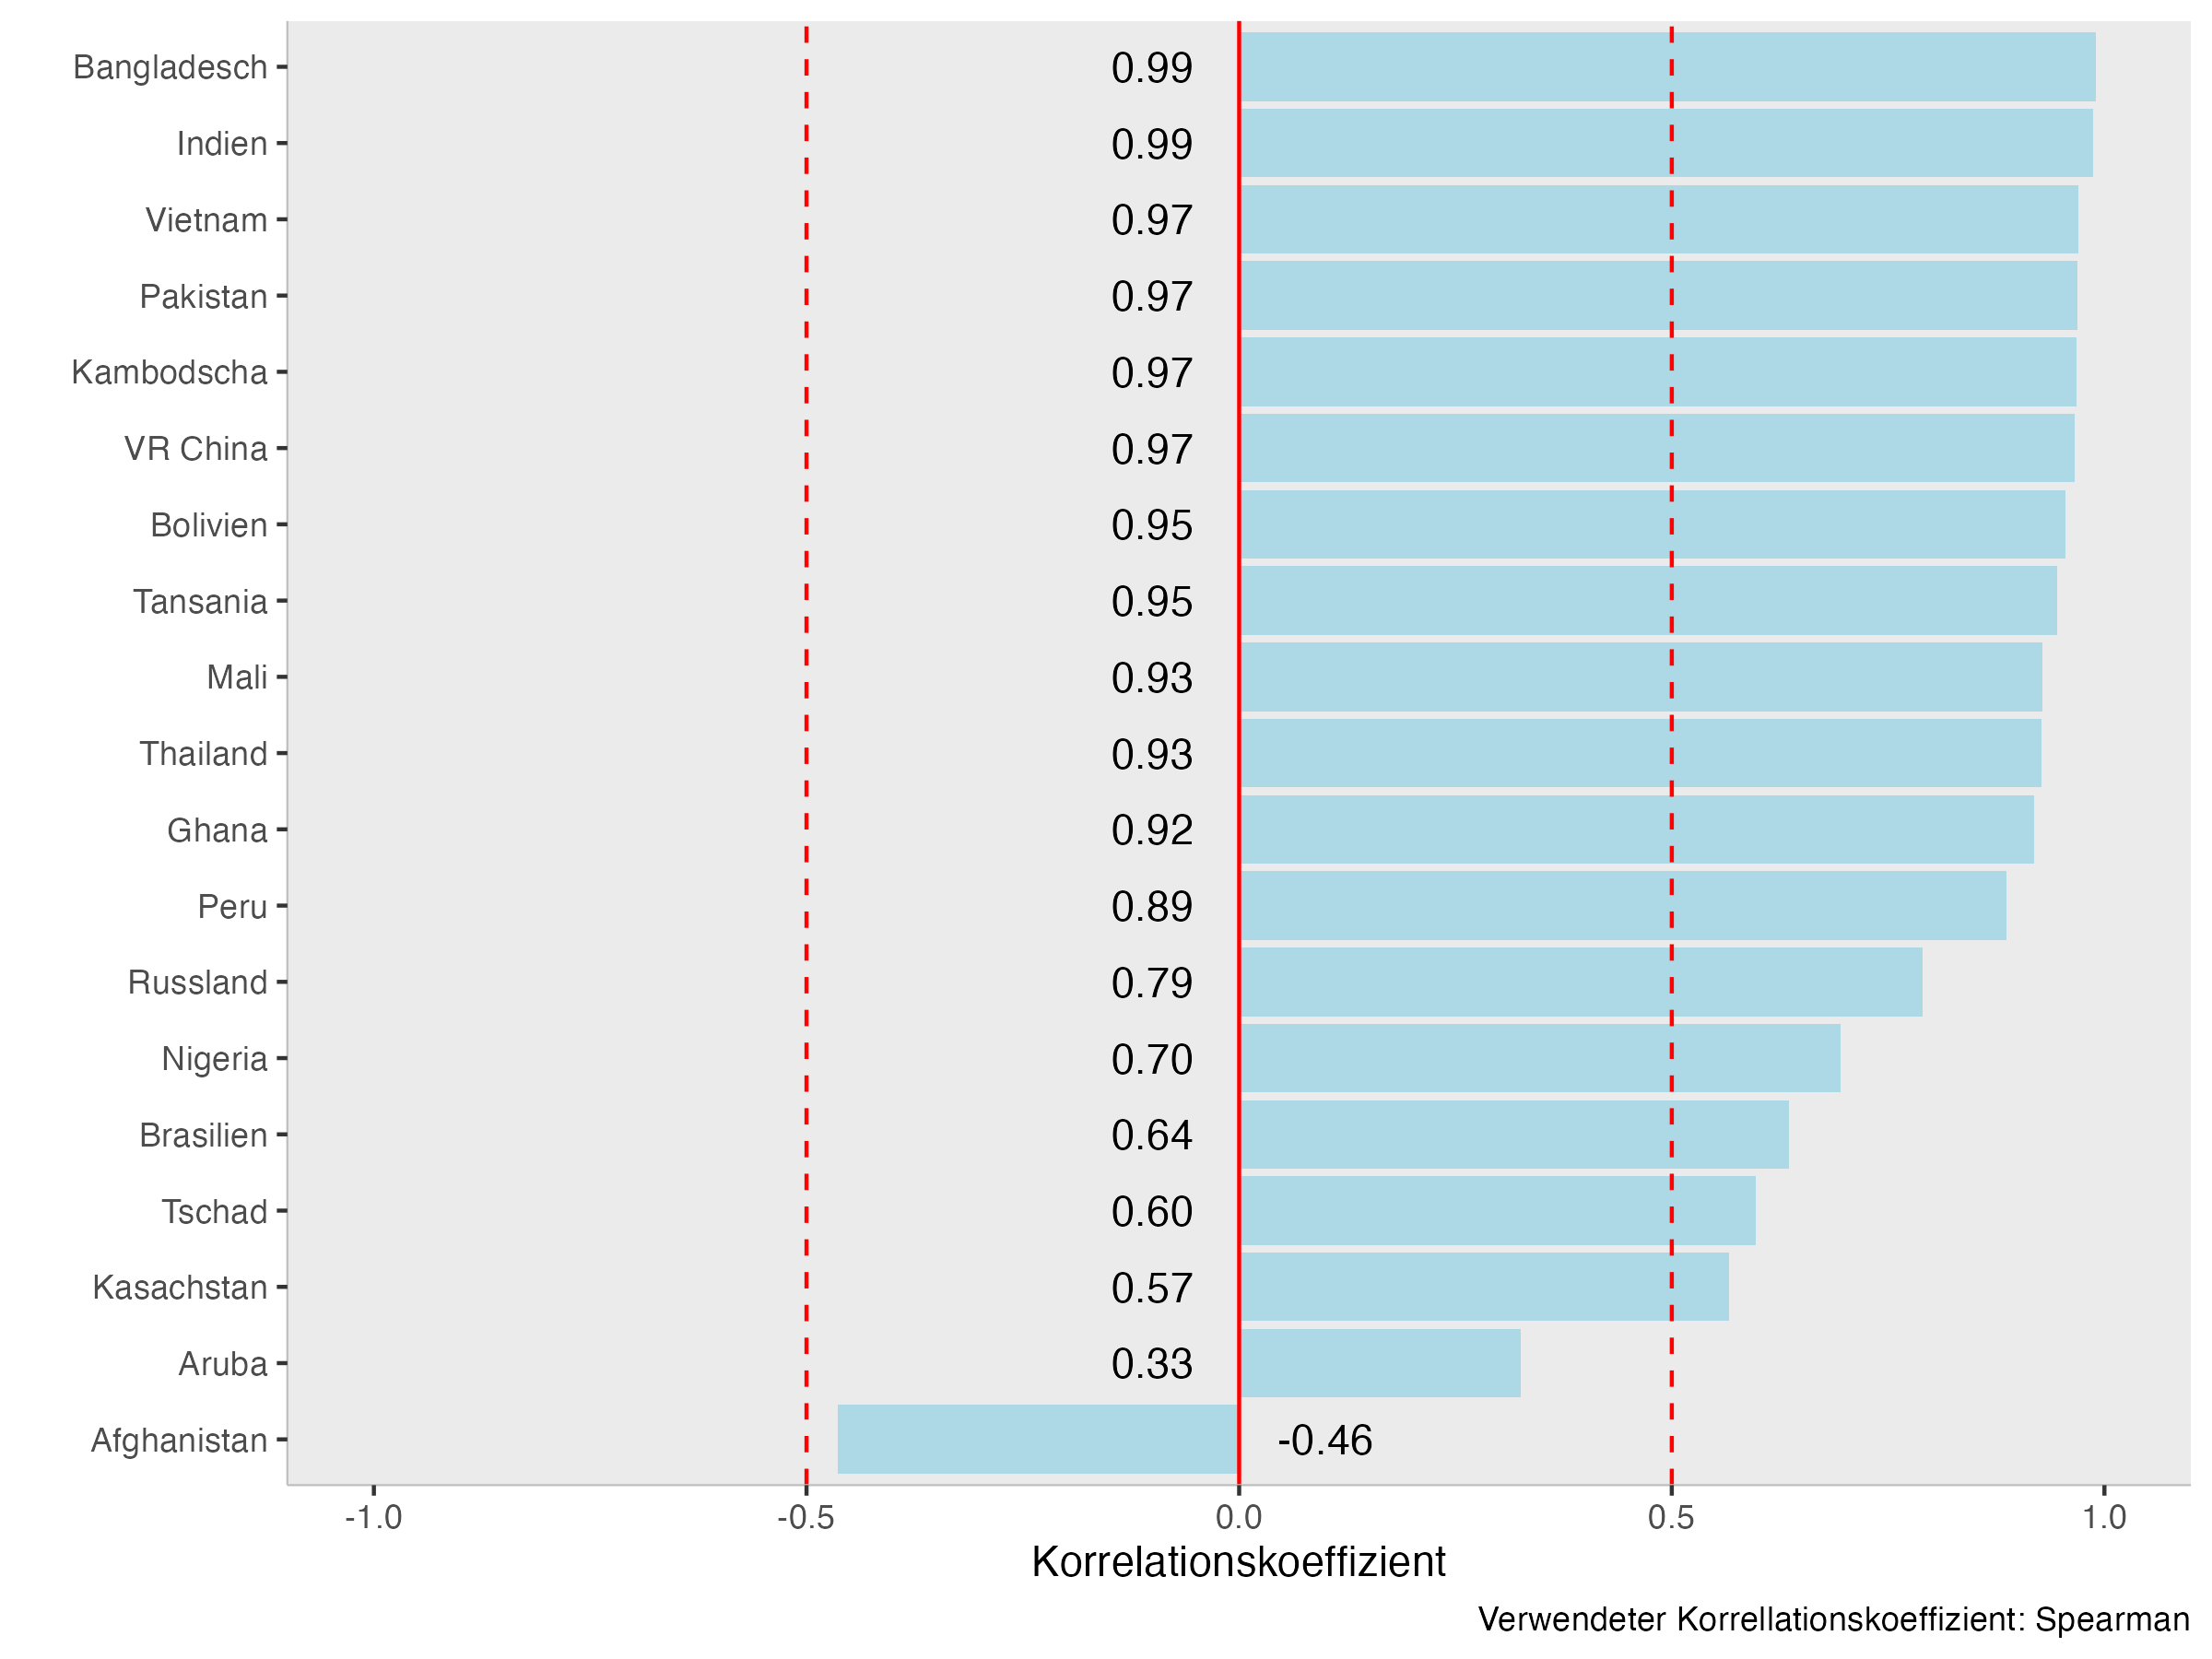 Bangladesch 0.99
Indien 0.99
Vietnam 0.97
Pakistan 0.97
Kambodscha 0.97
VR China 0.97
Bolivien 0.95
Tansania 0.95
Mali 0.93
Thailand 0.93
Ghana 0.92
Peru 0.89
Russland 0.79
Nigeria 0.70
Brasilien 0.64
Tschad 0.60
Kasachstan 0.57
Aruba 0.33
Afghanistan -0.46
-1.0 -0.5 0.0 0.5 1.0
Korrelationskoeffizient
Verwendeter Korrellationskoeffizient: Spearman